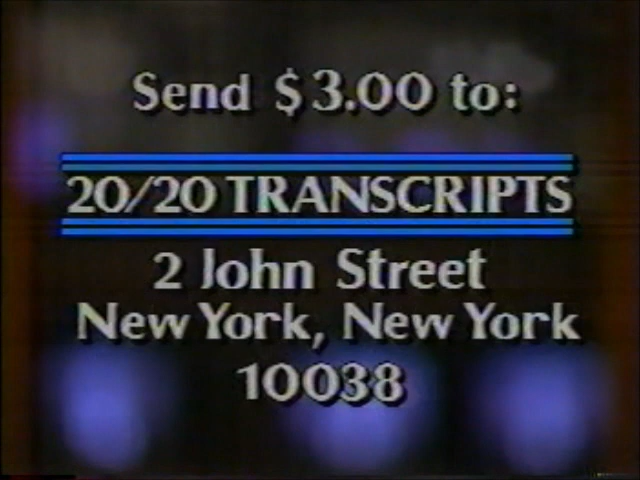 Send $3.00 to:
20/20 TRANSCRIPTS
2 John Street
New York, New York
10038